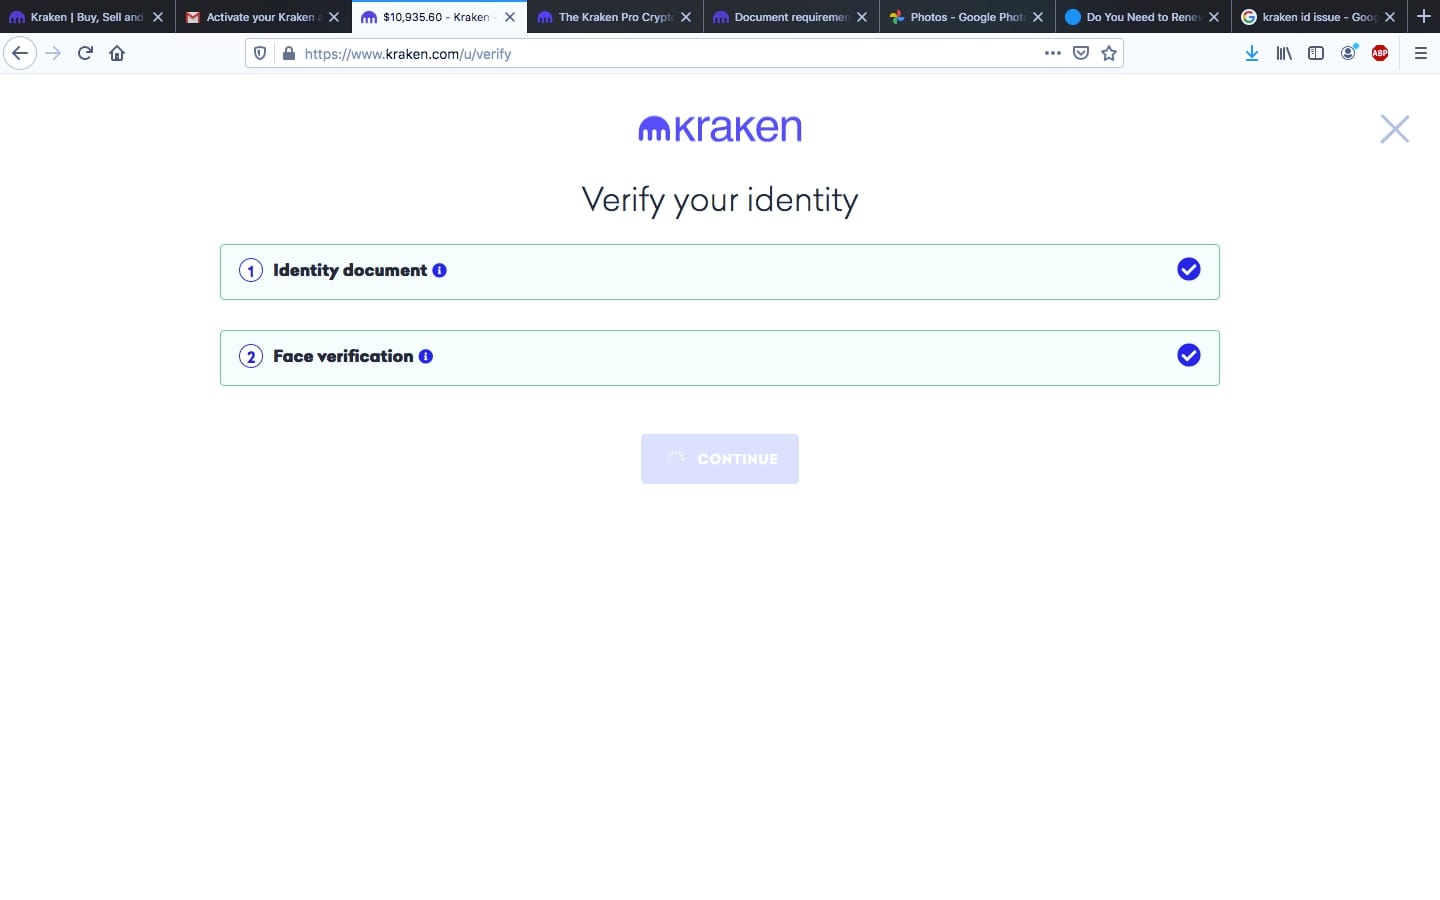 Kraken | Buy, Sell and
Activate your Kraken a
$10,935.60 - Kraken -
The Kraken Pro Crypt
Document requiremen
Photos - Google Phot
Do You Need to Renew
kraken id issue - Goog
https://www.kraken.com/u/verify
ABP
kraken
Verify your identity
1 Identity document i
2 Face verification i
CONTINUE